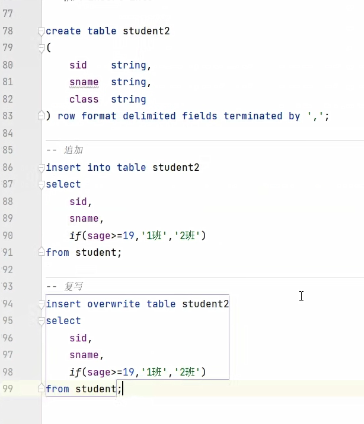 77
78 create table student2
79 (
80 sid string,
81 sname string,
82 class string
83 ) row format delimited fields terminated by ',';
84
85 -- 追加
86 insert into table student2
87 select
88 sid,
89 sname,
90 if(sage>=19,'1班','2班')
91 from student;
92
93 -- 复写
94 insert overwrite table student2
95 select
96 sid,
97 sname,
98 if(sage>=19,'1班','2班')
99 from student;